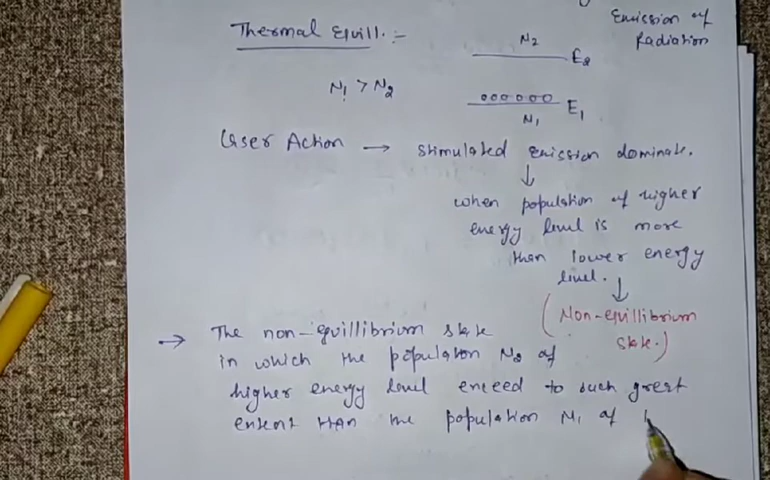 Emission of
Radiation
Thermal Equill. :-
N2
E2
N1 > N2
E1
N1
Laser Action → stimulated emission dominate.
↓
when population of higher
energy level is more
then lower energy
level. ↓
(Non-equillibrium
state.)
→ The non-equillibrium state
in which the population N2 of
higher energy level exceed to such great
extent than the population N1 of